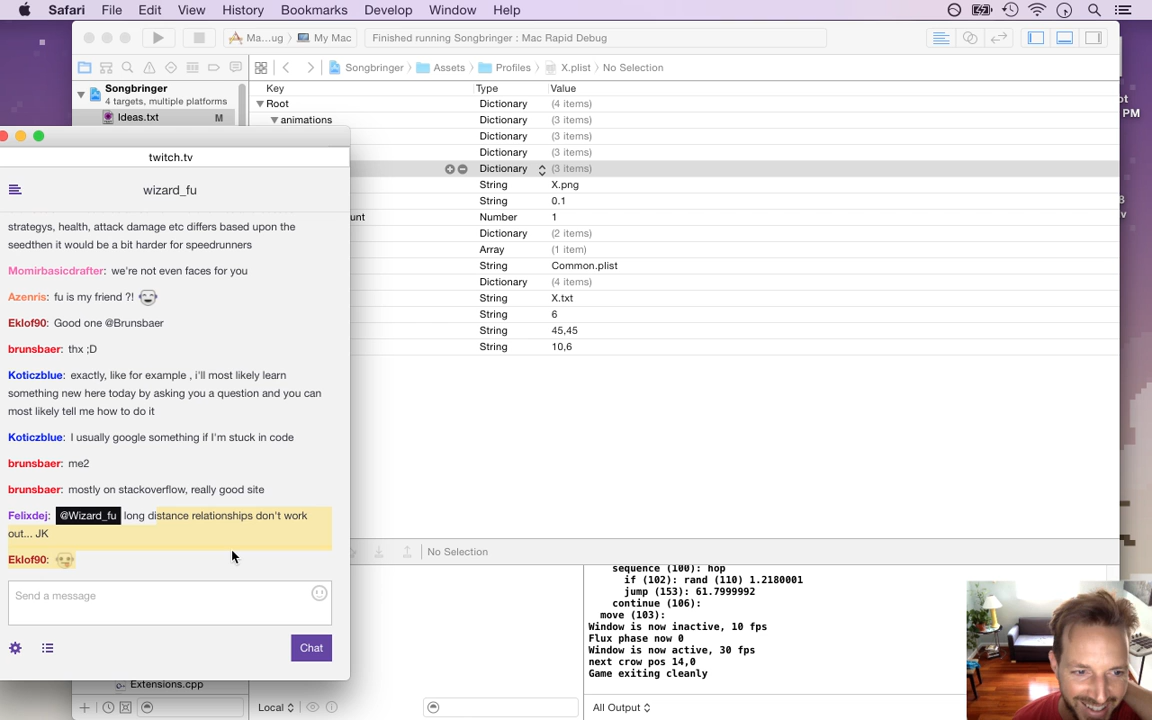 Safari File Edit View History Bookmarks Develop Window Help
Ma...ug My Mac Finished running Songbringer : Mac Rapid Debug
Songbringer Assets Profiles X.plist No Selection
Songbringer
4 targets, multiple platforms
Ideas.txt M
Key Type Value
Root Dictionary (4 items)
animations Dictionary (3 items)
Dictionary (3 items)
Dictionary (3 items)
Dictionary (3 items)
String X.png
String 0.1
unt Number 1
Dictionary (2 items)
Array (1 item)
String Common.plist
Dictionary (4 items)
String X.txt
String 6
String 45,45
String 10,6
PM
twitch.tv
wizard_fu
strategys, health, attack damage etc differs based upon the
seedthen it would be a bit harder for speedrunners
Momirbasicdrafter: we're not even faces for you
Azenris: fu is my friend ?!
Eklof90: Good one @Brunsbaer
brunsbaer: thx ;D
Koticzblue: exactly, like for example , i'll most likely learn
something new here today by asking you a question and you can
most likely tell me how to do it
Koticzblue: I usually google something if I'm stuck in code
brunsbaer: me2
brunsbaer: mostly on stackoverflow, really good site
Felixdej: @Wizard_fu long distance relationships don't work
out... JK
Eklof90:
Send a message
Chat
Extensions.cpp
No Selection
sequence (100): hop
if (102): rand (110) 1.2180001
jump (153): 61.7999992
continue (106):
move (103):
Window is now inactive, 10 fps
Flux phase now 0
Window is now active, 30 fps
next crow pos 14,0
Game exiting cleanly
Local
All Output